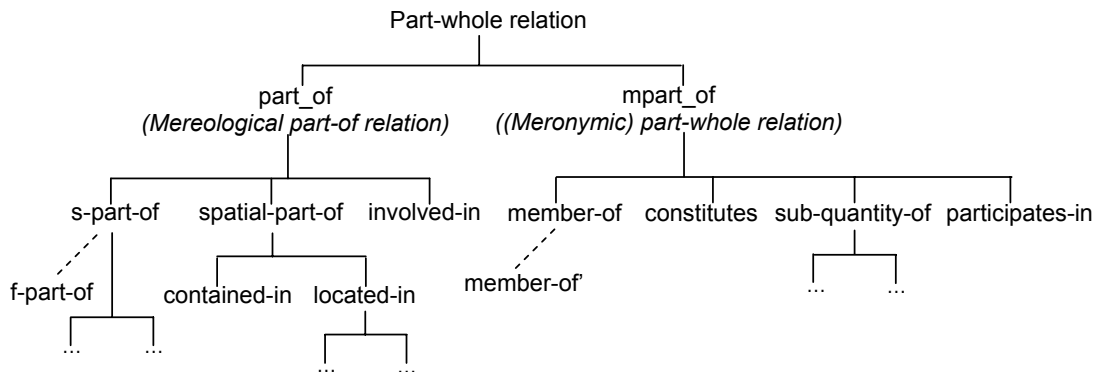 Part-whole relation
part_of mpart_of
(Mereological part-of relation) ((Meronymic) part-whole relation)
s-part-of spatial-part-of involved-in member-of constitutes sub-quantity-of participates-in
f-part-of contained-in located-in member-of’ ... ...
... ... ... ...